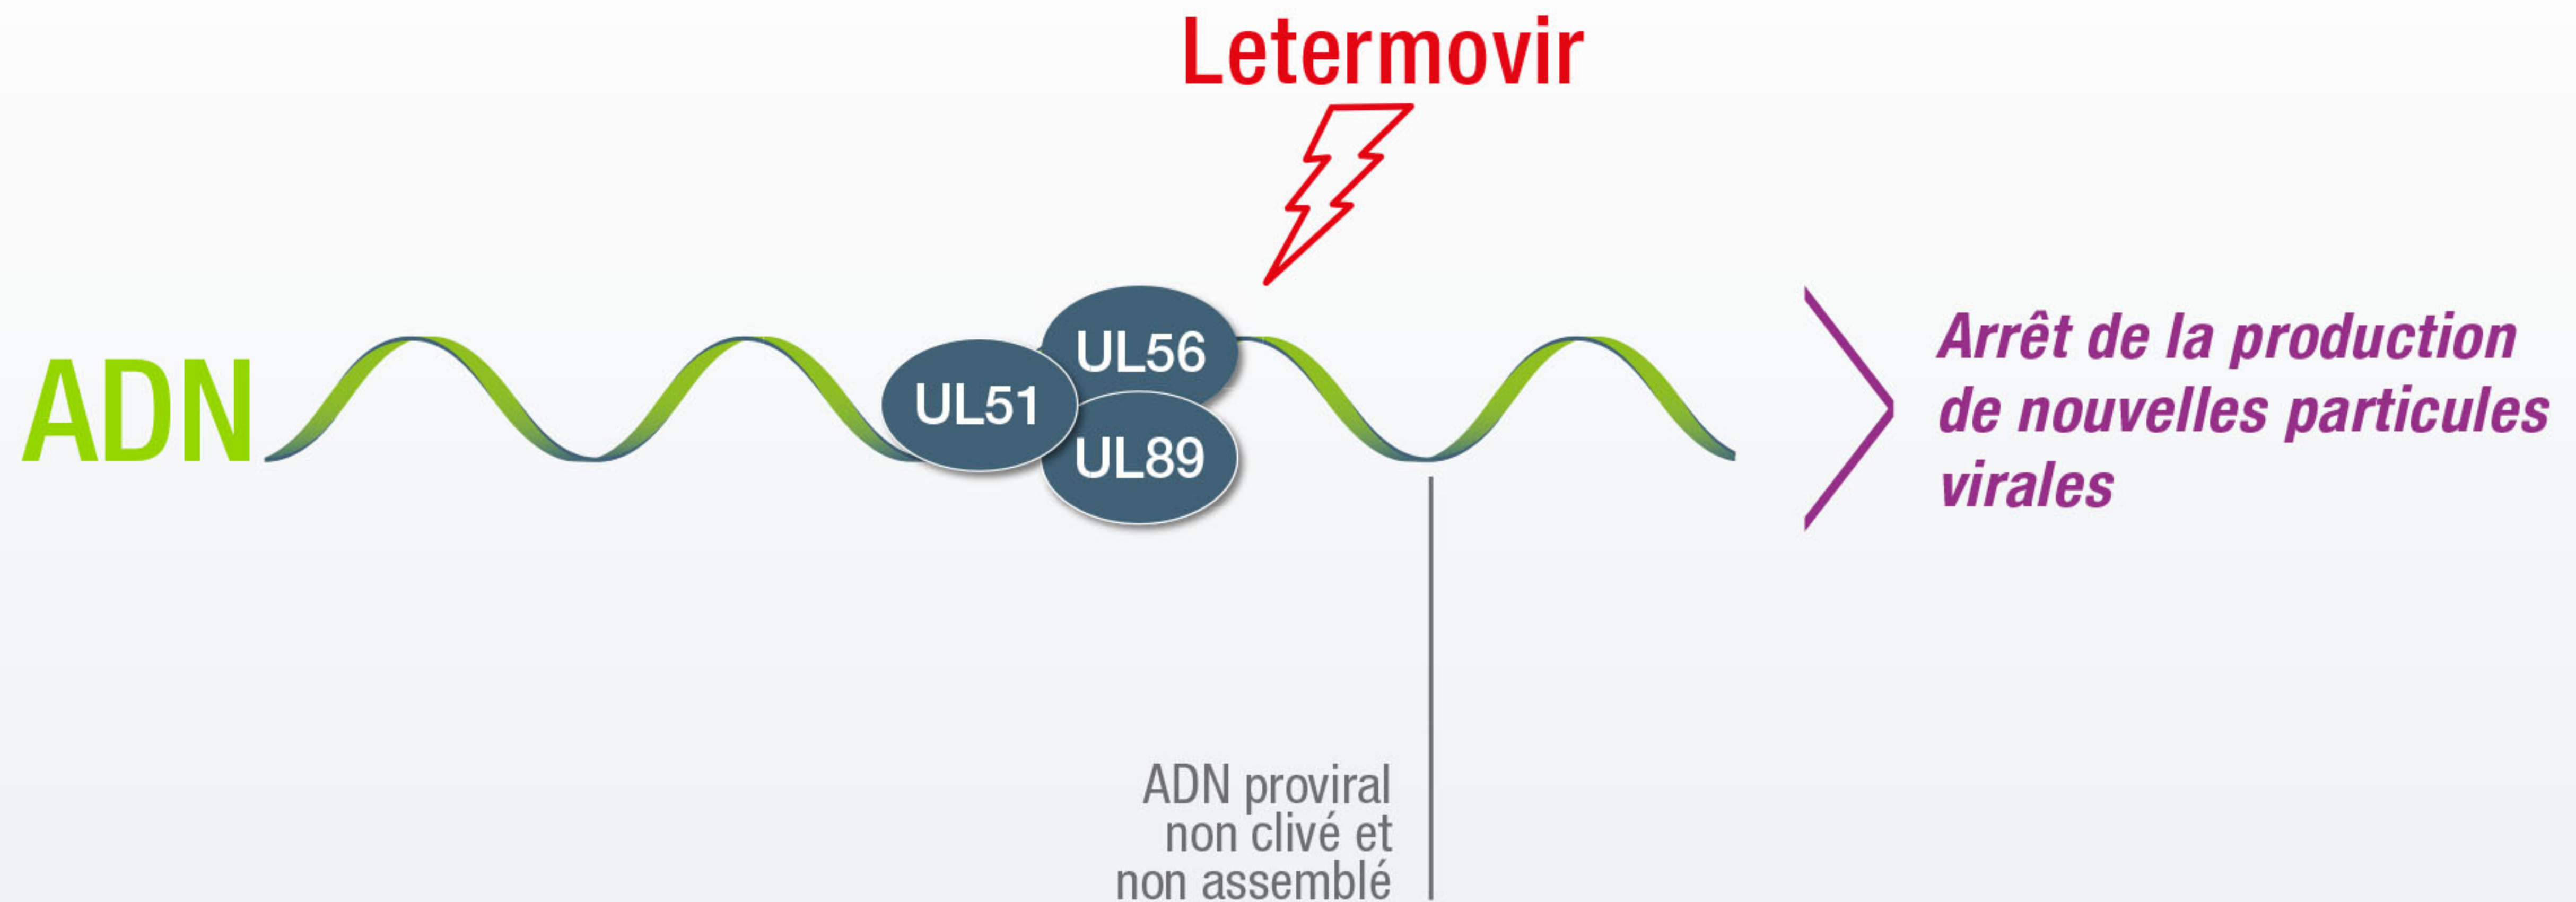 Letermovir
ADN
UL51
UL56
UL89
Arrêt de la production
de nouvelles particules
virales
ADN proviral
non clivé et
non assemblé